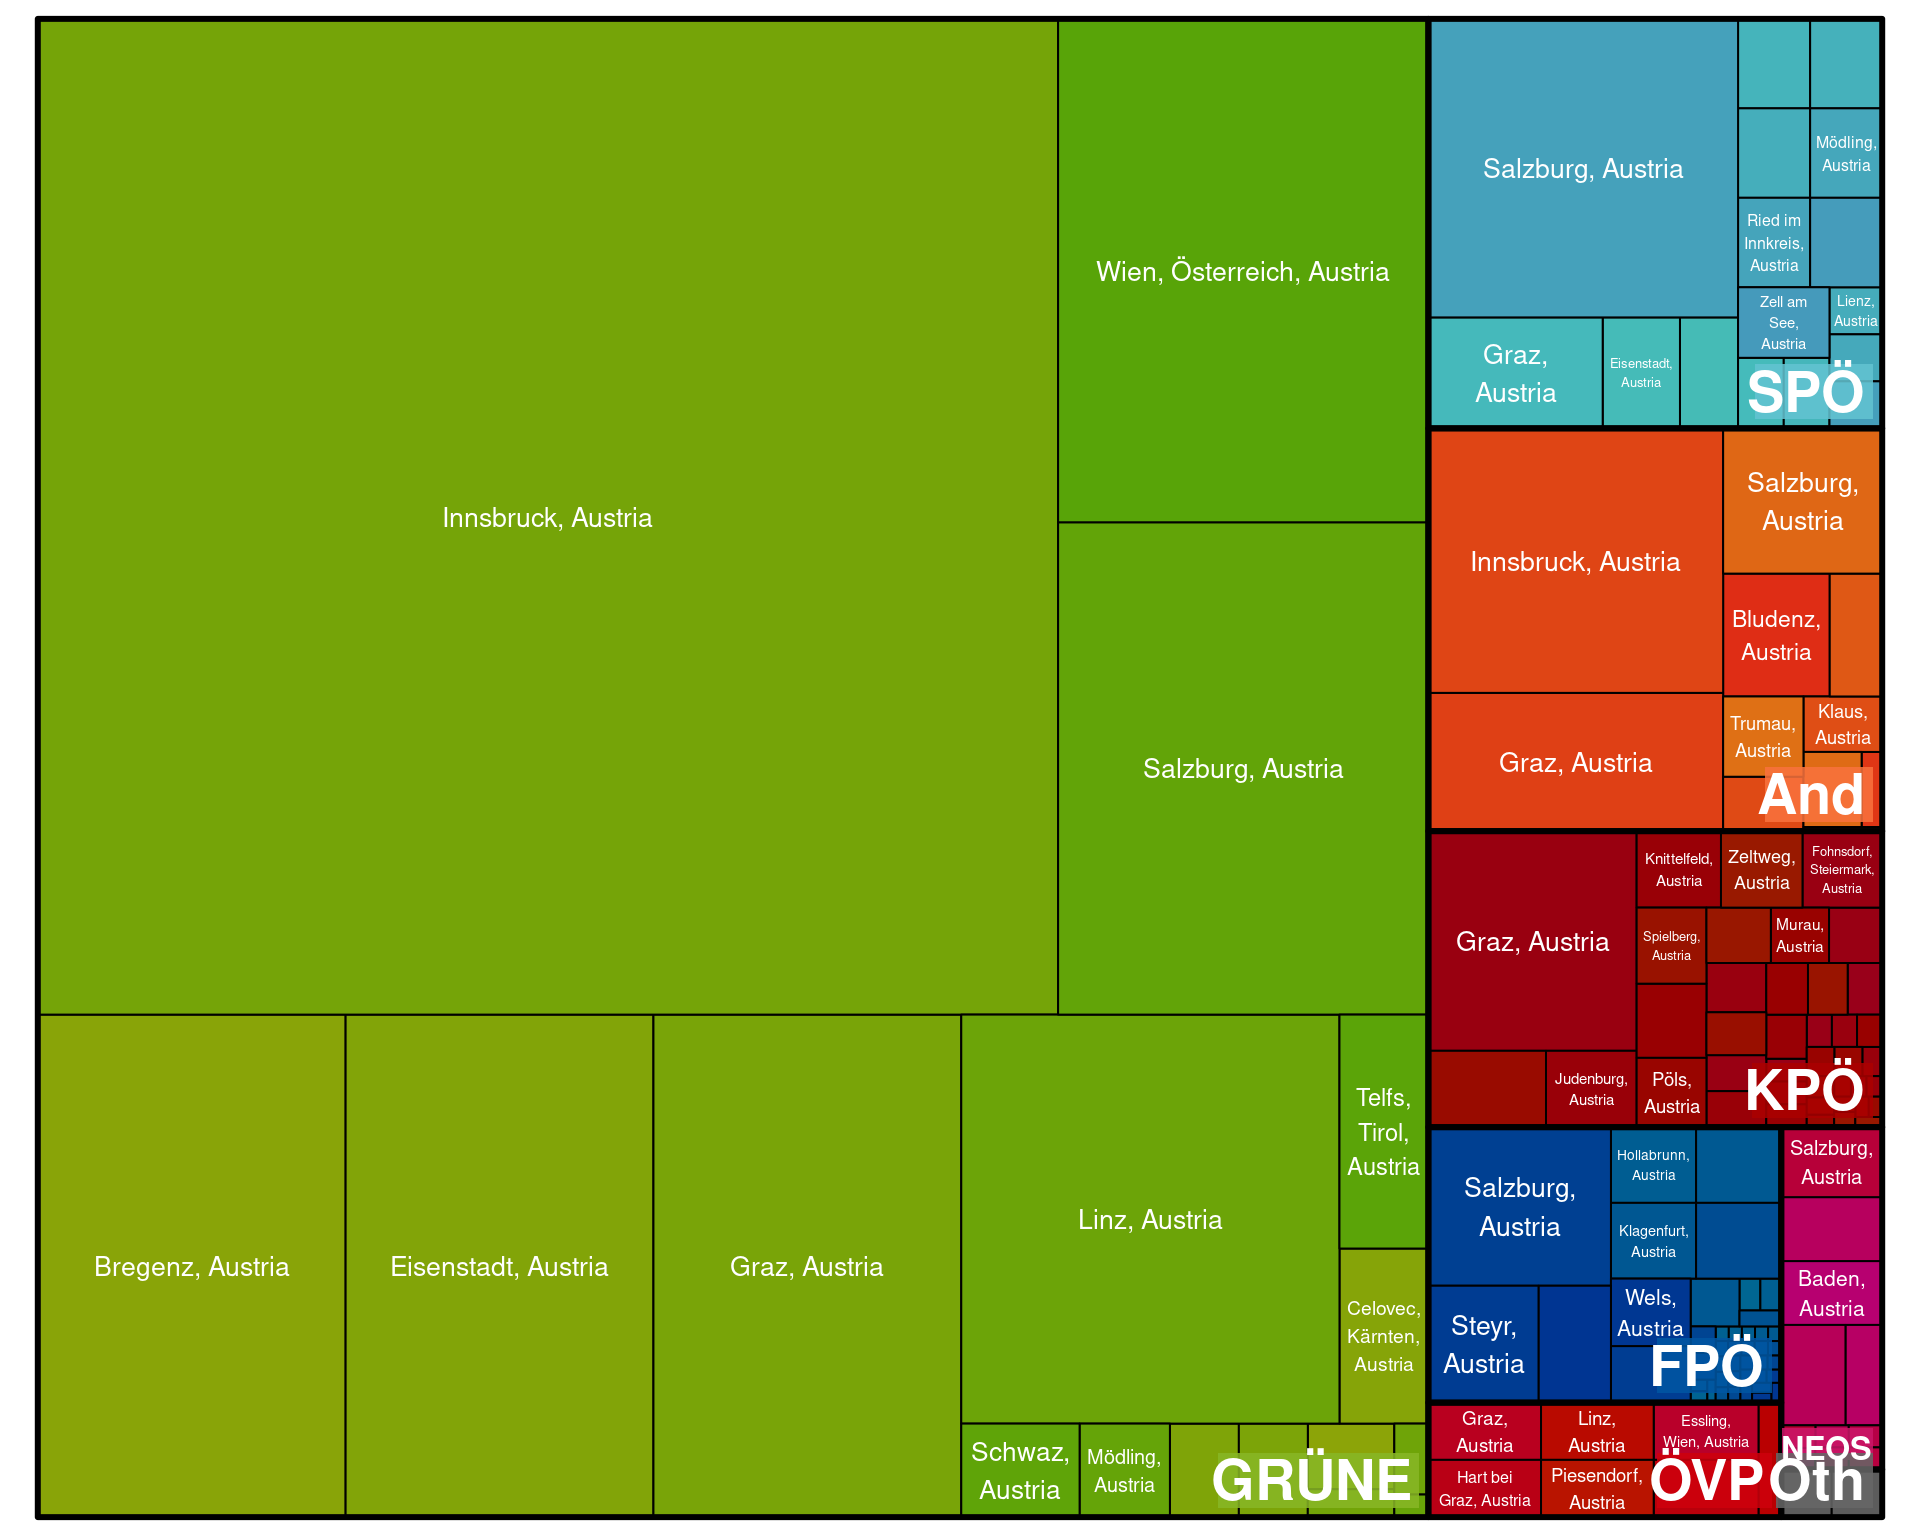 Innsbruck, Austria
Wien, Österreich, Austria
Salzburg, Austria
Bregenz, Austria
Eisenstadt, Austria
Graz, Austria
Linz, Austria
Telfs,
Tirol,
Austria
Celovec,
Kärnten,
Austria
Schwaz,
Austria
Mödling,
Austria
GRÜNE
Salzburg, Austria
Graz,
Austria
Eisenstadt,
Austria
Mödling,
Austria
Ried im
Innkreis,
Austria
Zell am
See,
Austria
Lienz,
Austria
SPÖ
Innsbruck, Austria
Salzburg,
Austria
Bludenz,
Austria
Graz, Austria
Trumau,
Austria
Klaus,
Austria
And
Graz, Austria
Knittelfeld,
Austria
Zeltweg,
Austria
Fohnsdorf,
Steiermark,
Austria
Spielberg,
Austria
Murau,
Austria
Judenburg,
Austria
Pöls,
Austria
KPÖ
Salzburg,
Austria
Hollabrunn,
Austria
Klagenfurt,
Austria
Steyr,
Austria
Wels,
Austria
FPÖ
Salzburg,
Austria
Baden,
Austria
NEOS
Graz,
Austria
Linz,
Austria
Essling,
Wien, Austria
Hart bei
Graz, Austria
Piesendorf,
Austria
ÖVP
Oth